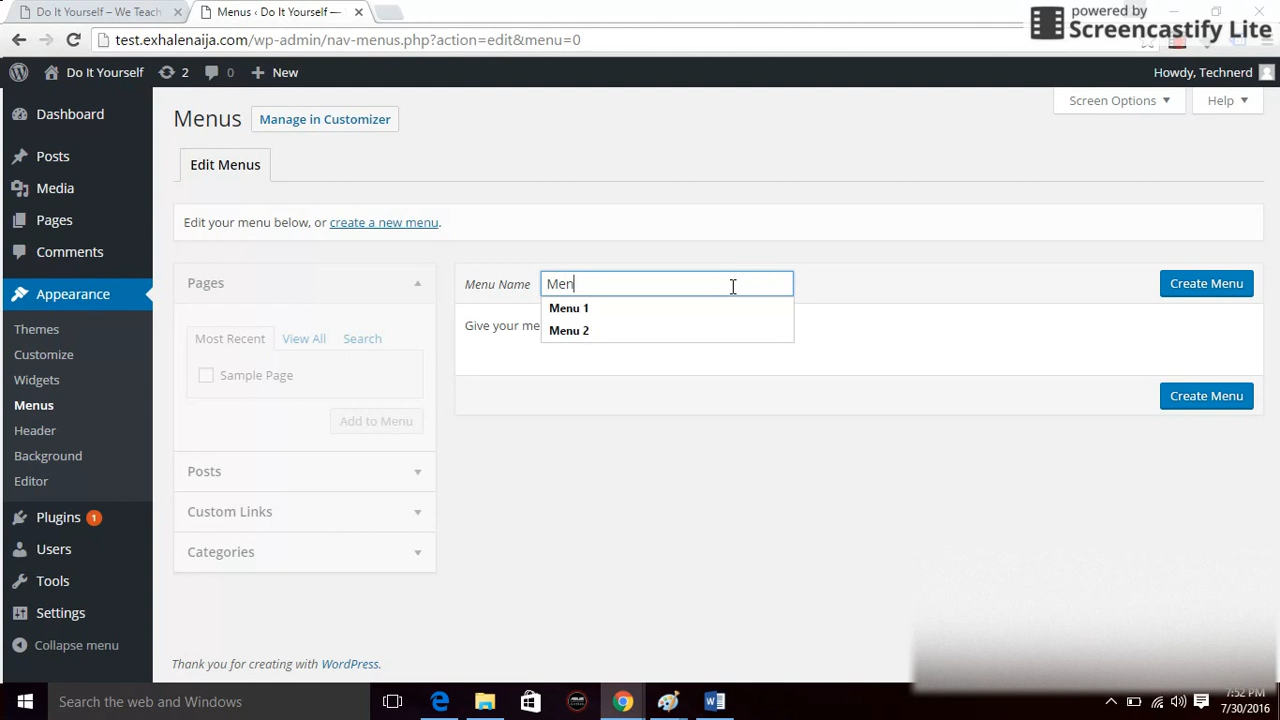 Do It Yourself – We Teach
Menus ‹ Do It Yourself —
powered by
Screencastify Lite
test.exhalenaija.com/wp-admin/nav-menus.php?action=edit&menu=0
Do It Yourself 2 0 New Howdy, Technerd
Screen Options Help
Dashboard
Posts
Media
Pages
Comments
Appearance
Themes
Customize
Widgets
Menus
Header
Background
Editor
Plugins 1
Users
Tools
Settings
Collapse menu
Menus Manage in Customizer
Edit Menus
Edit your menu below, or create a new menu.
Pages
Most Recent View All Search
Sample Page
Add to Menu
Posts
Custom Links
Categories
Menu Name Men Create Menu
Menu 1
Menu 2
Give your me
Create Menu
Thank you for creating with WordPress.
Search the web and Windows
7:52 PM
7/30/2016